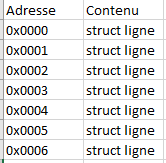 Adresse Contenu
0x0000 struct ligne
0x0001 struct ligne
0x0002 struct ligne
0x0003 struct ligne
0x0004 struct ligne
0x0005 struct ligne
0x0006 struct ligne